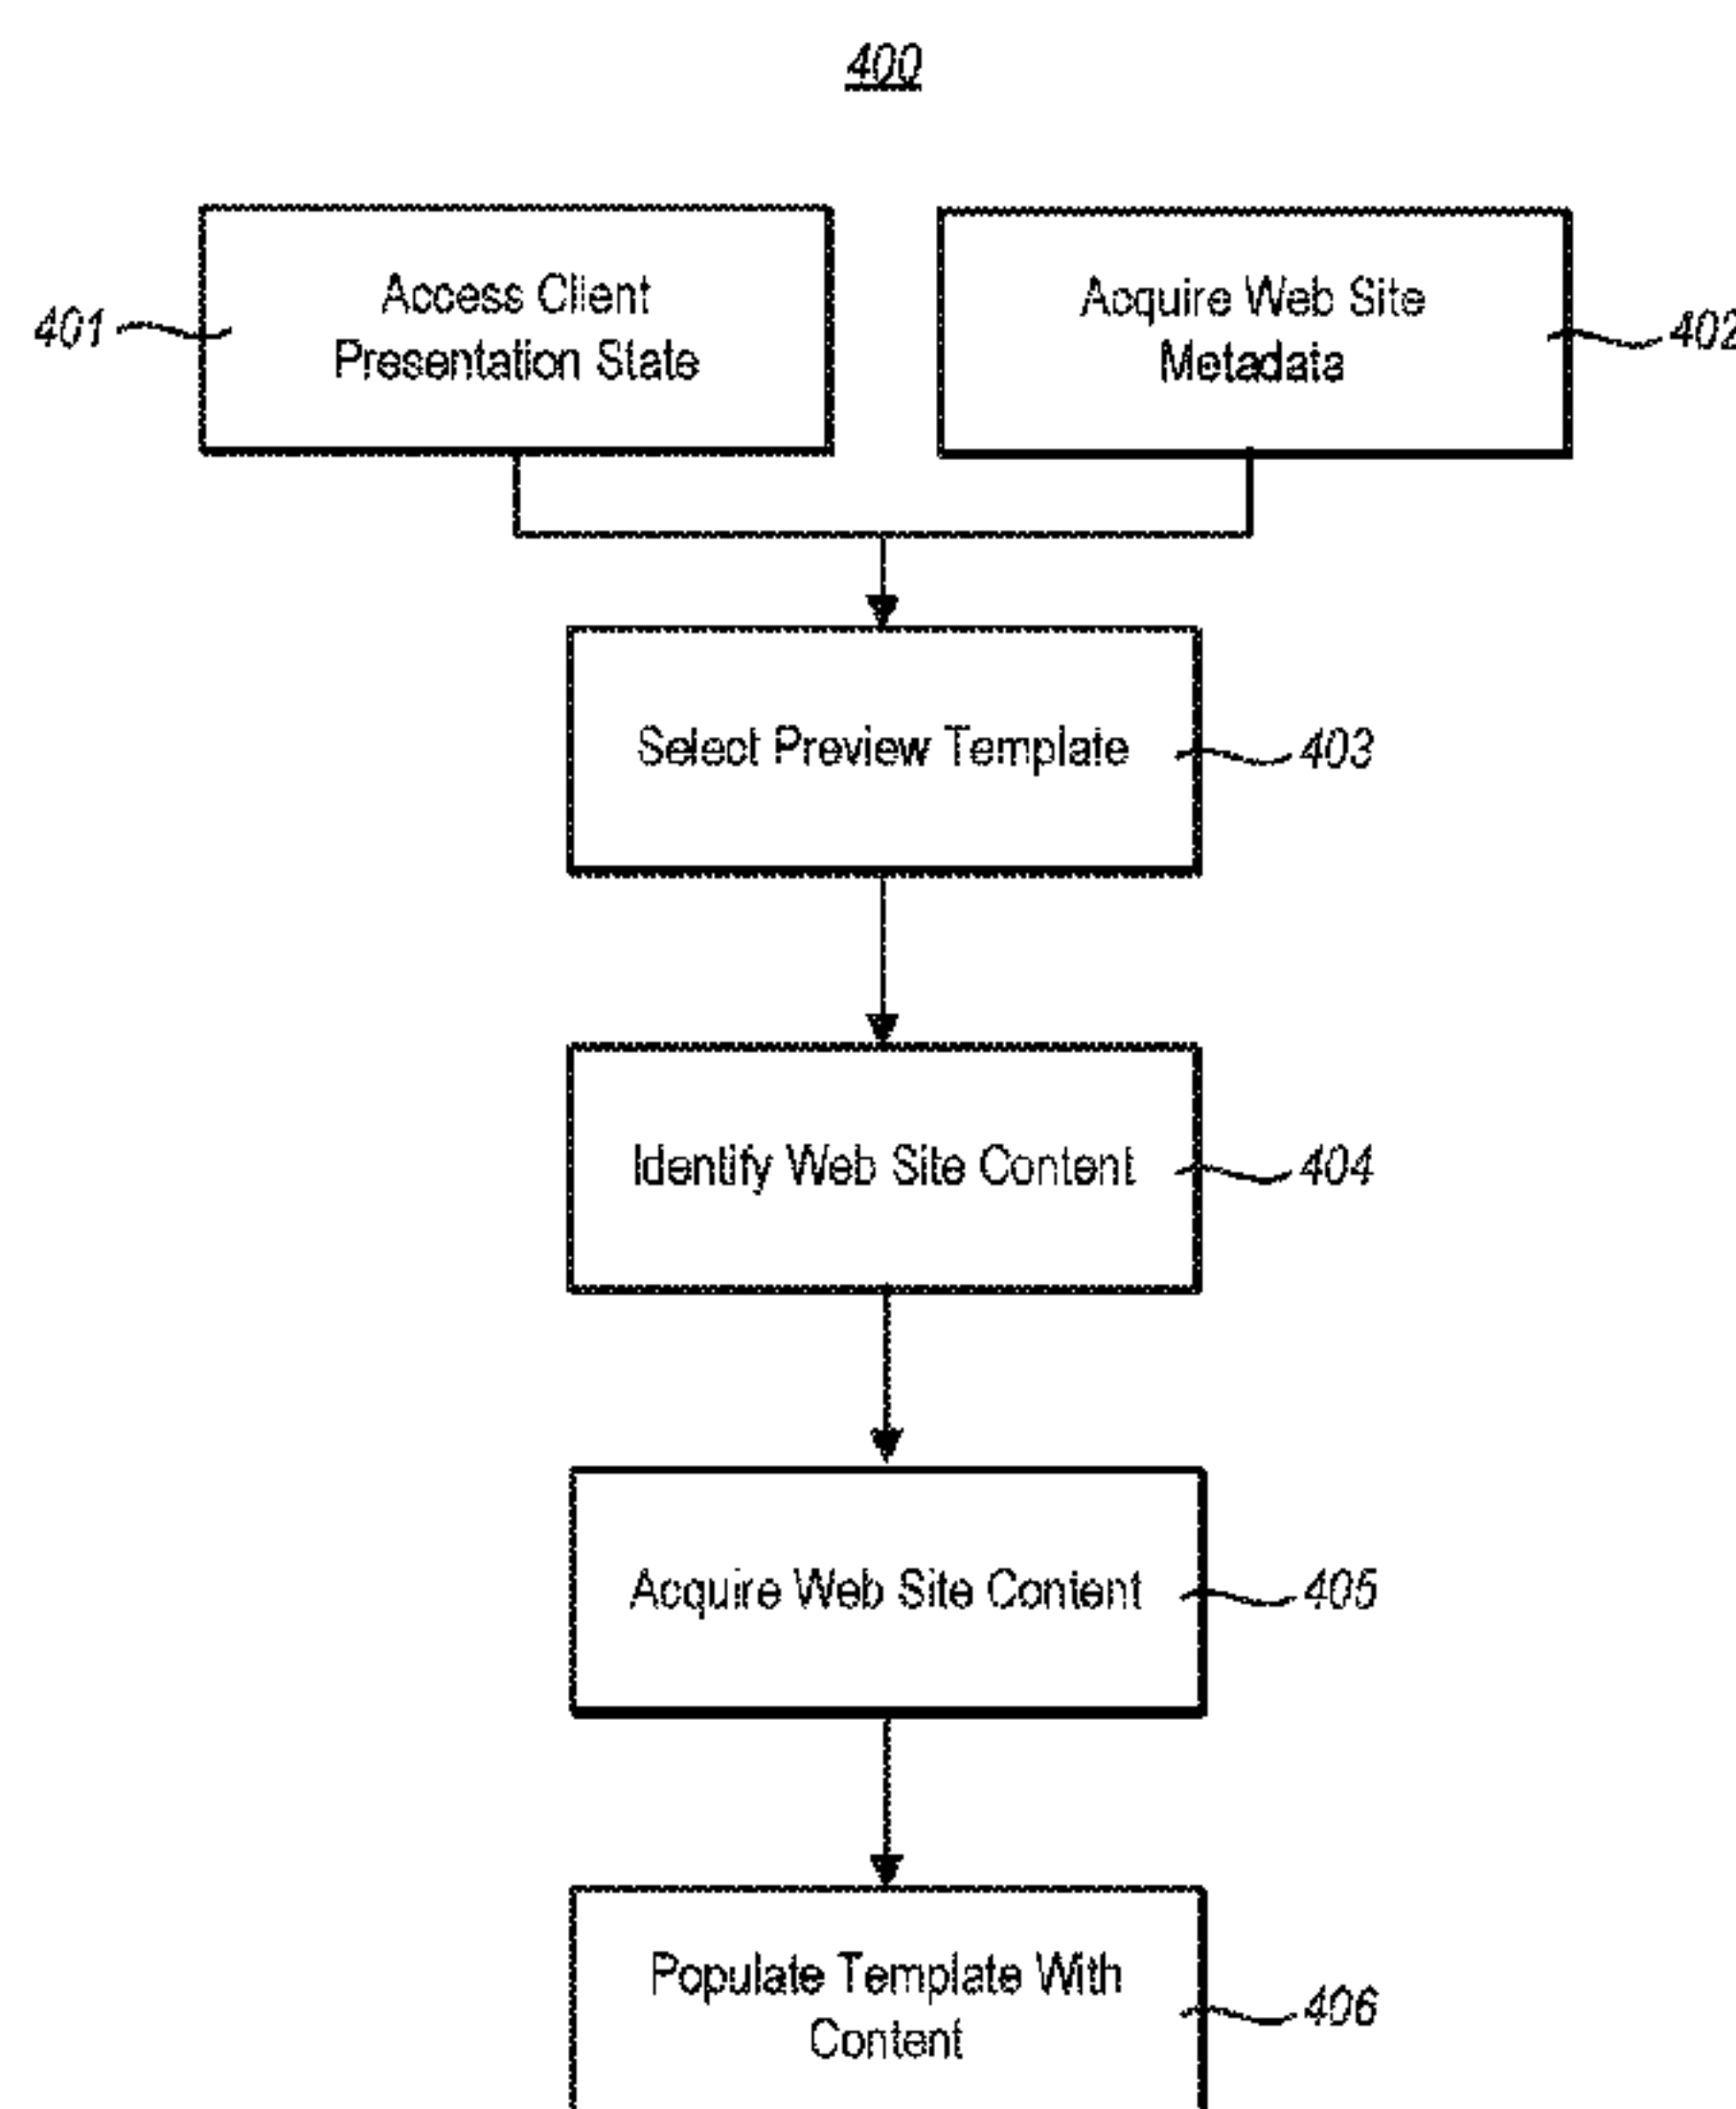 400
Access Client
Presentation State
401
Acquire Web Site
Metadata
402
Select Preview Template
403
Identify Web Site Content
404
Acquire Web Site Content
405
Populate Template With
Content
406